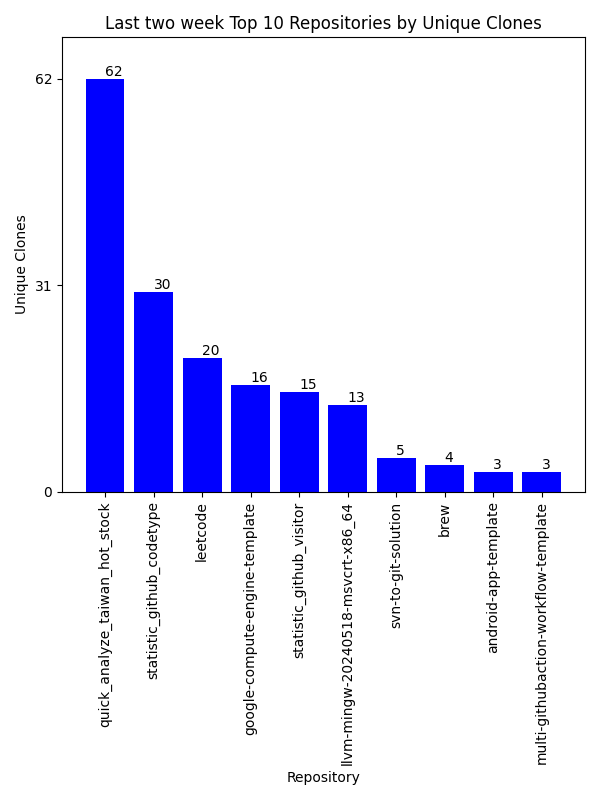 Last two week Top 10 Repositories by Unique Clones
Unique Clones
62
31
0
62
30
20
16
15
13
5
4
3
3
quick_analyze_taiwan_hot_stock
statistic_github_codetype
leetcode
google-compute-engine-template
statistic_github_visitor
llvm-mingw-20240518-msvcrt-x86_64
svn-to-git-solution
brew
android-app-template
multi-githubaction-workflow-template
Repository